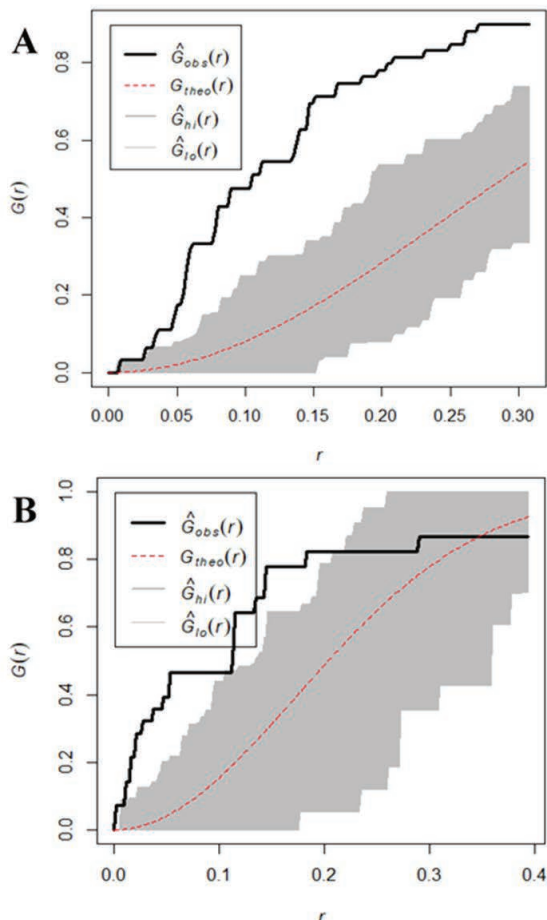 A
Ĝobs(r)
Gtheo(r)
Ĝhi(r)
Ĝlo(r)
G(r)
0.8
0.6
0.4
0.2
0.0
0.00 0.05 0.10 0.15 0.20 0.25 0.30
r
B
Ĝobs(r)
Gtheo(r)
Ĝhi(r)
Ĝlo(r)
G(r)
1.0
0.8
0.6
0.4
0.2
0.0
0.0 0.1 0.2 0.3 0.4
r